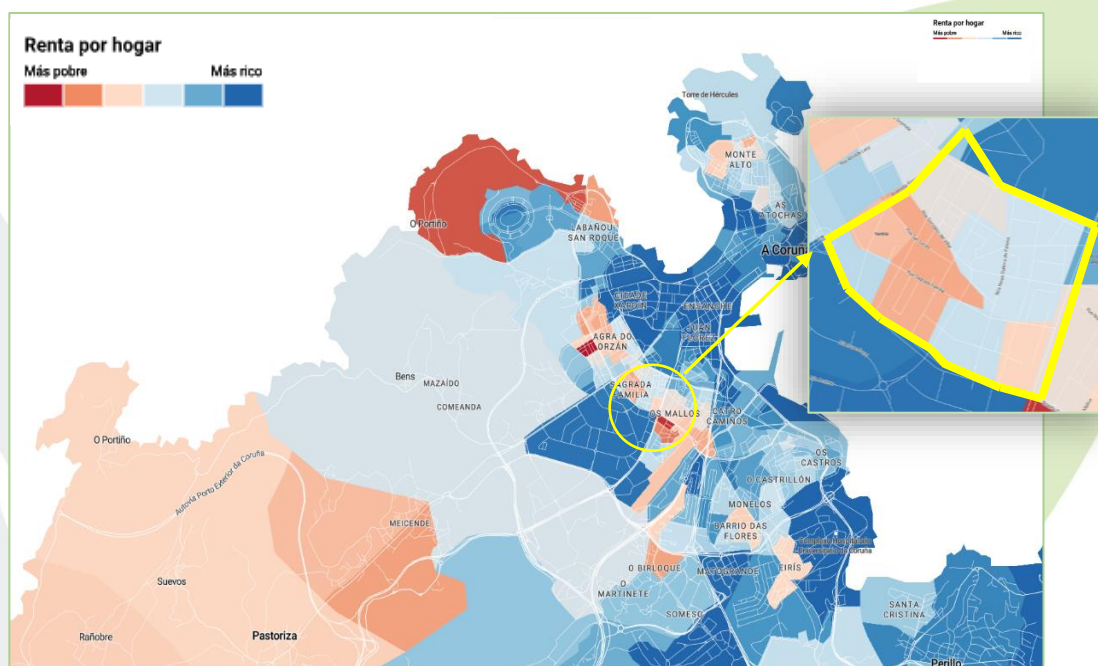 Renta por hogar
Más pobre
Más rico
Renta por hogar
Más pobre
Más rico
Torre de Hércules
MONTE
ALTO
AS
ATOCHAS
O Portiño
LABAÑOU
SAN ROQUE
A Coruña
CIDADE
XARDÍN
ENSANCHE
JUAN
FLOREZ
AGRA DO
ORZÁN
SAGRADA
FAMILIA
Bens
MAZAÍDO
COMEANDA
OS MALLOS
CATRO
CAMIÑOS
O Portiño
OS
CASTROS
Autovía Porto Exterior da Coruña
O CASTRILLÓN
MONELOS
MEICENDE
BARRIO DAS
FLORES
Suevos
O BIRLOQUE
MATOGRANDE
EIRÍS
O
MARTINETE
SOMESO
SANTA
CRISTINA
Rañobre
Pastoriza
Perillo